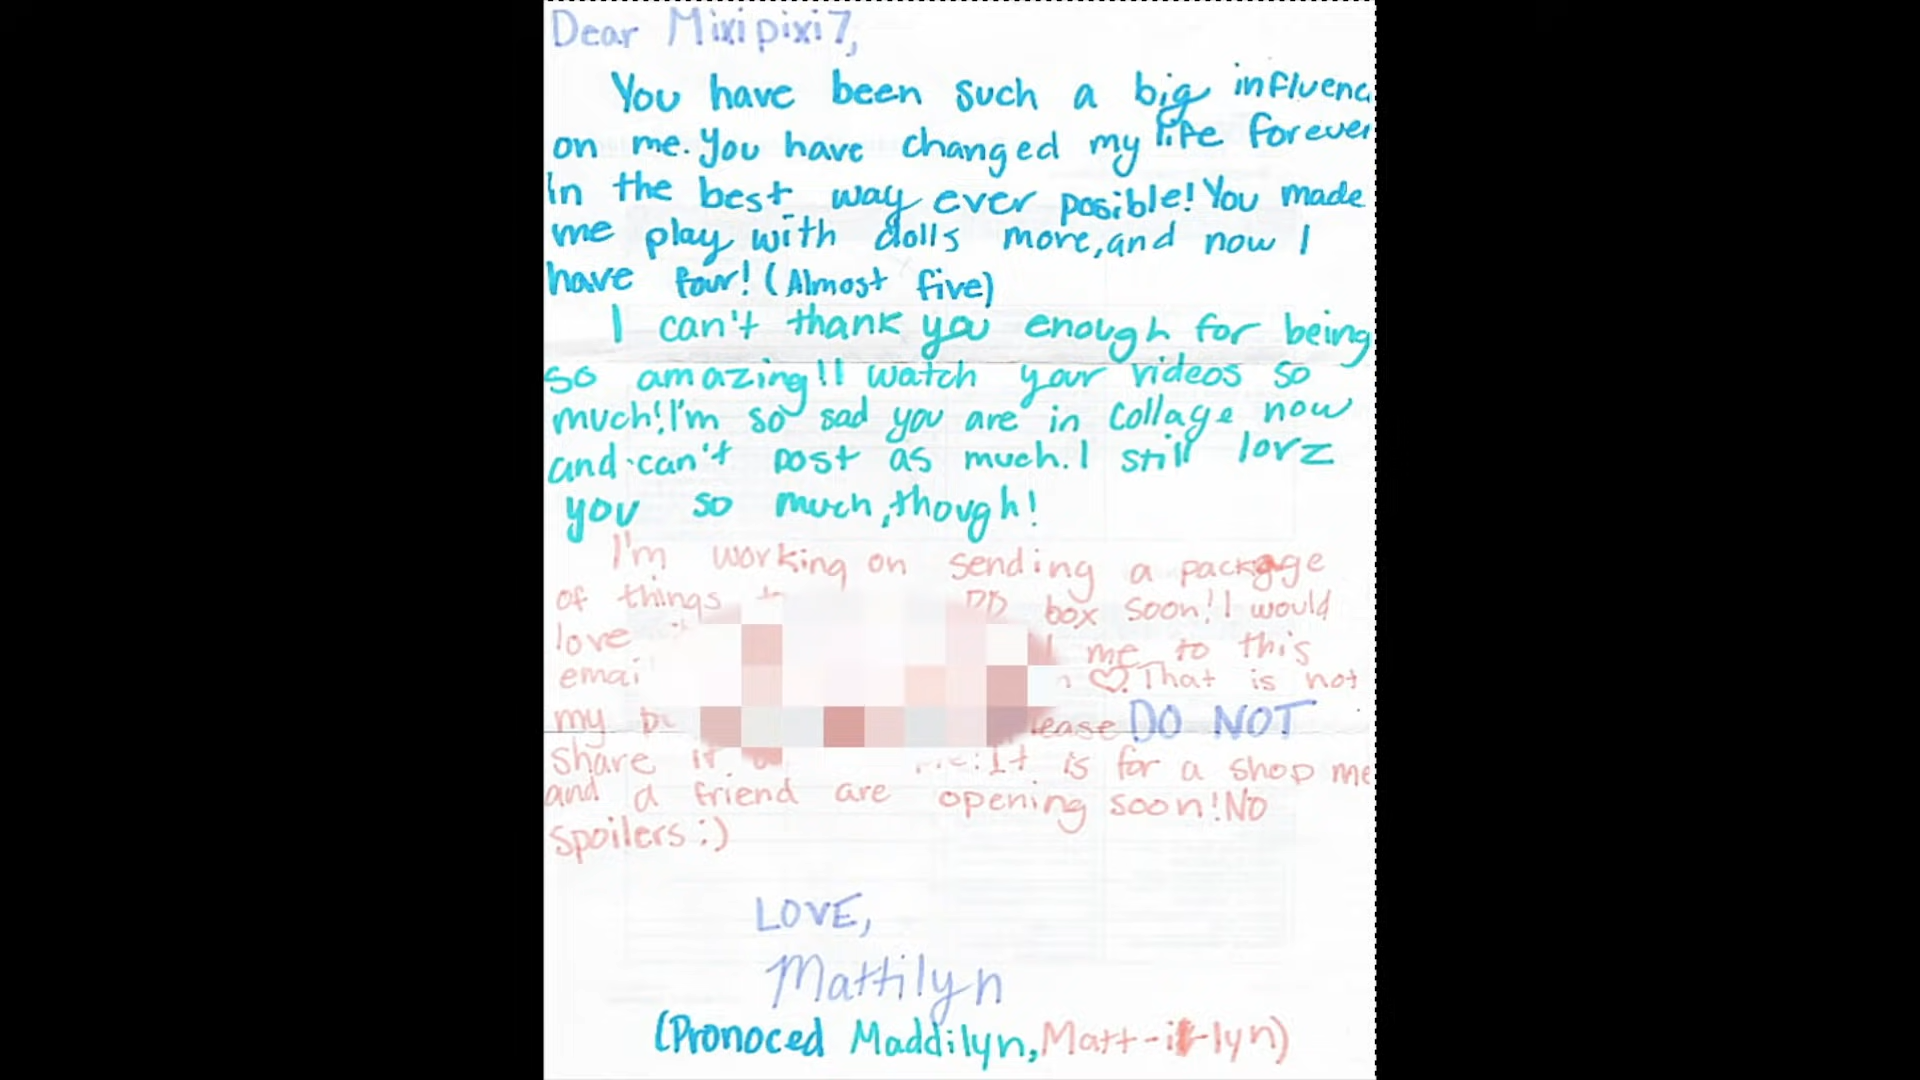 Dear Mixipixi7,
You have been such a big influenc
on me. You have changed my life forever
In the best way ever posible! You made
me play with dolls more, and now I
have four! (Almost five)
I can't thank you enough for being
so amazing!I watch your videos so
much! I'm so sad you are in Collage now
and can't post as much. I still lorz
you so much, though!
I'm working on sending a package
of things box soon! I would
love me to this
emai ♡. That is not
my lease DO NOT
share it It is for a shop me
and a friend are opening soon! No
spoilers :)
LOVE,
Mattilyn
(Pronoced Maddilyn, Matt-i-lyn)